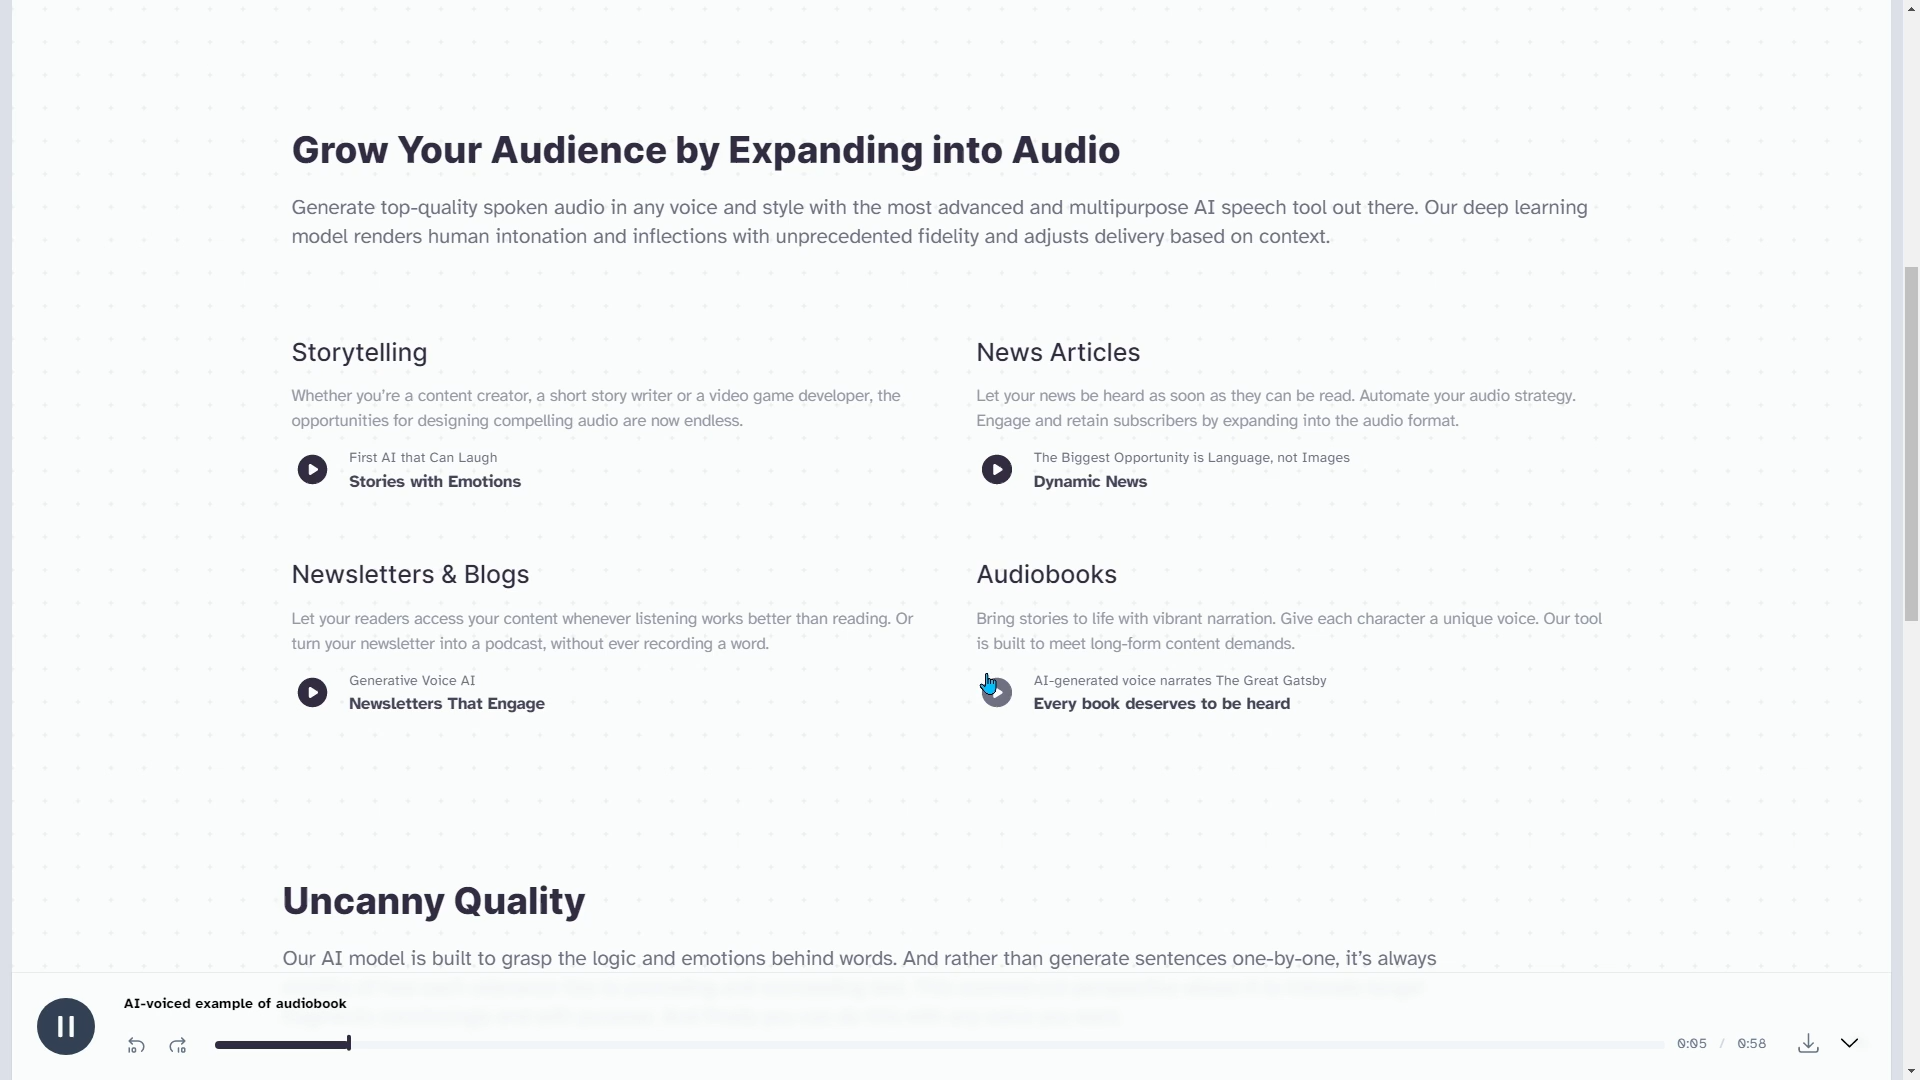 Grow Your Audience by Expanding into Audio
Generate top-quality spoken audio in any voice and style with the most advanced and multipurpose AI speech tool out there. Our deep learning
model renders human intonation and inflections with unprecedented fidelity and adjusts delivery based on context.
Storytelling
Whether you’re a content creator, a short story writer or a video game developer, the
opportunities for designing compelling audio are now endless.
First AI that Can Laugh
Stories with Emotions
News Articles
Let your news be heard as soon as they can be read. Automate your audio strategy.
Engage and retain subscribers by expanding into the audio format.
The Biggest Opportunity is Language, not Images
Dynamic News
Newsletters & Blogs
Let your readers access your content whenever listening works better than reading. Or
turn your newsletter into a podcast, without ever recording a word.
Generative Voice AI
Newsletters That Engage
Audiobooks
Bring stories to life with vibrant narration. Give each character a unique voice. Our tool
is built to meet long-form content demands.
AI-generated voice narrates The Great Gatsby
Every book deserves to be heard
Uncanny Quality
Our AI model is built to grasp the logic and emotions behind words. And rather than generate sentences one-by-one, it’s always
AI-voiced example of audiobook
10 10
0:05 / 0:58